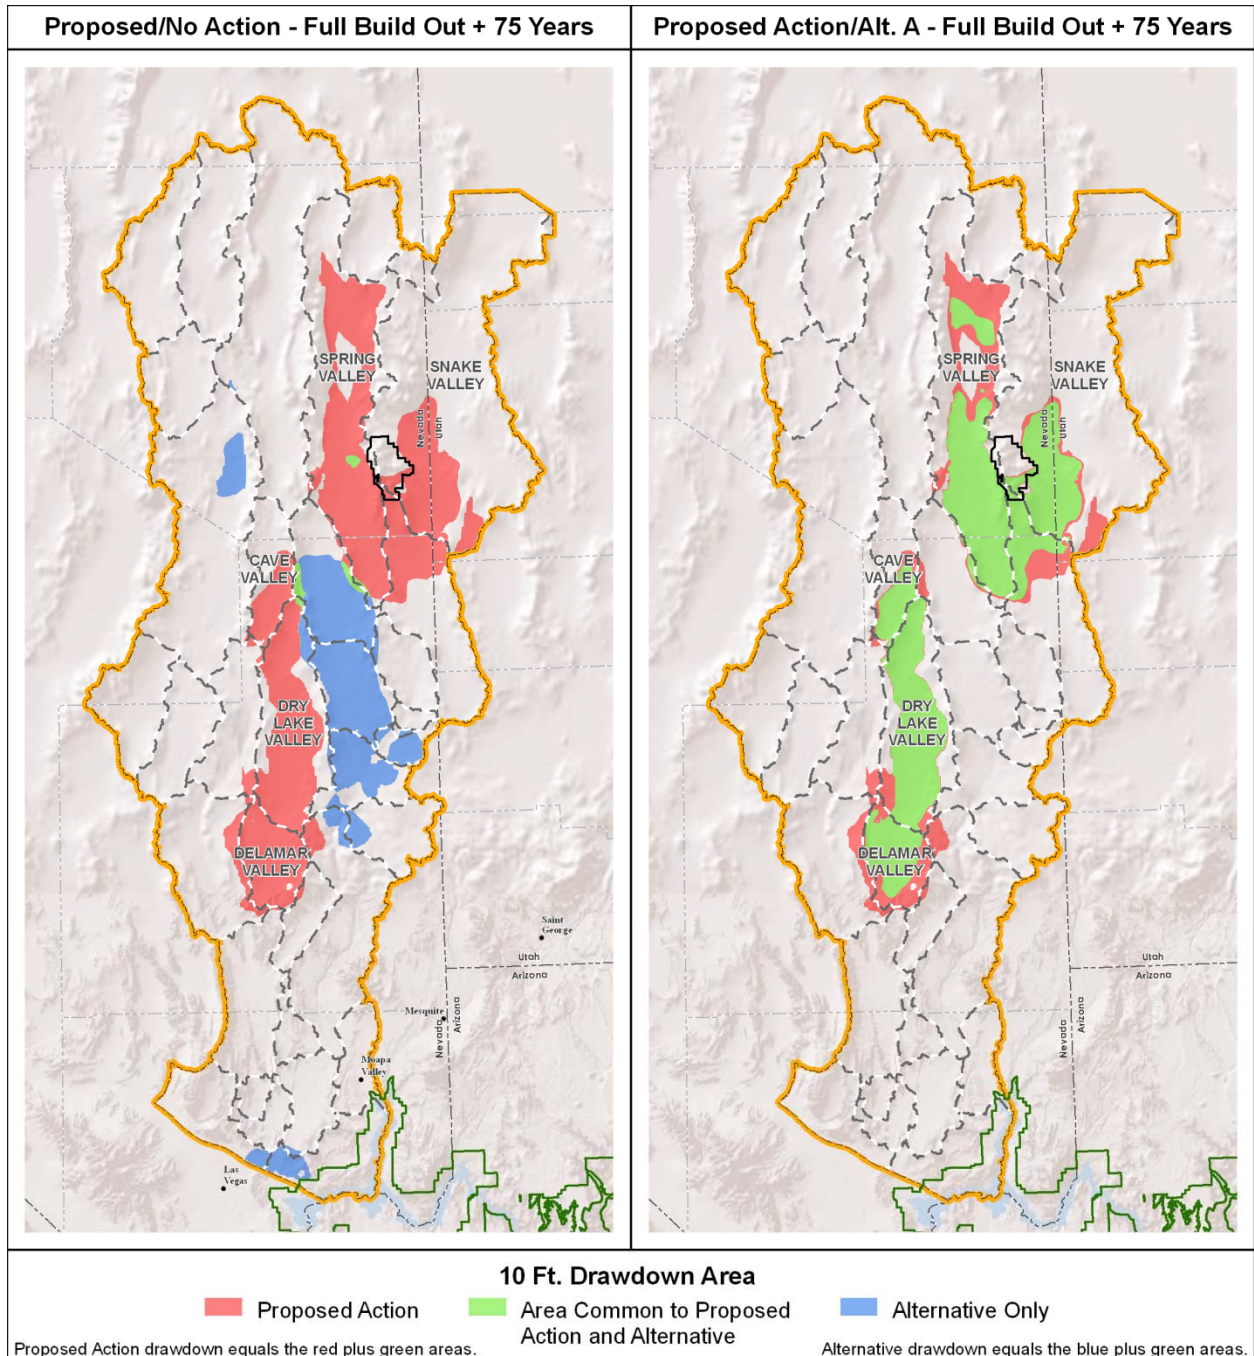 Proposed/No Action - Full Build Out + 75 Years
Proposed Action/Alt. A - Full Build Out + 75 Years
SPRING
VALLEY
SNAKE
VALLEY
Nevada
Utah
CAVE
VALLEY
DRY
LAKE
VALLEY
DELAMAR
VALLEY
Saint
George
Utah
Arizona
Mesquite
Nevada
Arizona
Moapa
Valley
Las
Vegas
SPRING
VALLEY
SNAKE
VALLEY
Nevada
Utah
CAVE
VALLEY
DRY
LAKE
VALLEY
DELAMAR
VALLEY
Utah
Arizona
Nevada
Arizona
10 Ft. Drawdown Area
Proposed Action
Area Common to Proposed
Action and Alternative
Alternative Only
Proposed Action drawdown equals the red plus green areas.
Alternative drawdown equals the blue plus green areas.